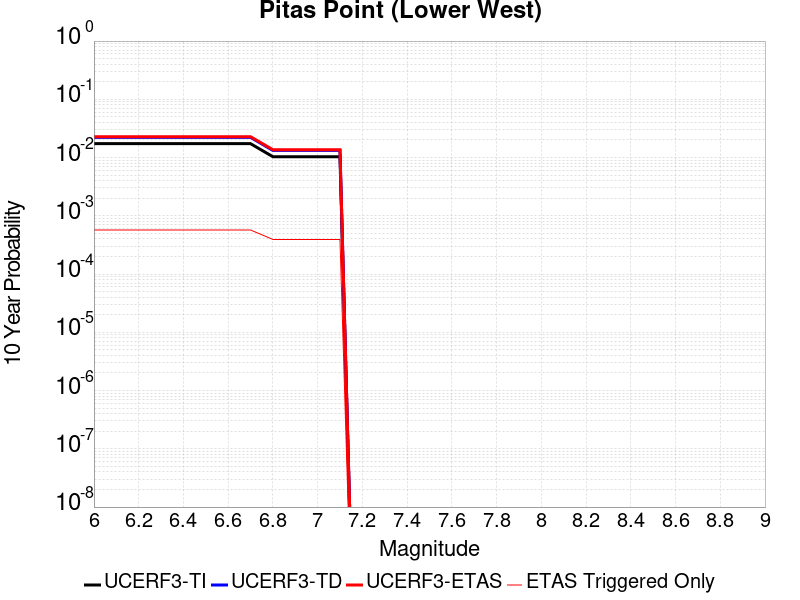 Pitas Point (Lower West)
10 0
10 -1
10 -2
10 -3
10 -4
10 -5
10 -6
10 -7
10 -8
10 Year Probability
6 6.2 6.4 6.6 6.8 7 7.2 7.4 7.6 7.8 8 8.2 8.4 8.6 8.8 9
Magnitude
UCERF3-TI UCERF3-TD UCERF3-ETAS ETAS Triggered Only